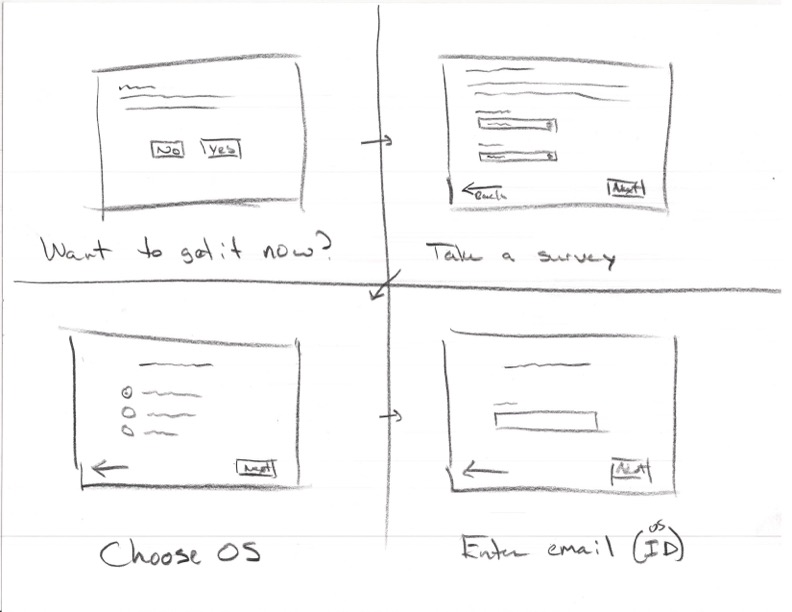 No Yes
Want to get it now?
Back Next
Take a survey
Next
Choose OS
Next
OS
Enter email (ID)